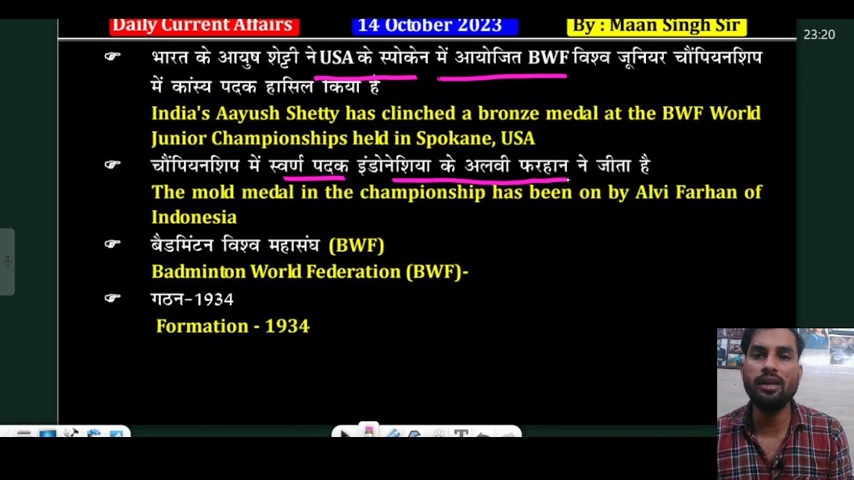 Daily Current Affairs 14 October 2023 By : Maan Singh Sir
23:20
भारत के आयुष शेट्टी ने USA के स्पोकेन में आयोजित BWF विश्व जूनियर चौंपियनशिप
में कांस्य पदक हासिल किया है
India's Aayush Shetty has clinched a bronze medal at the BWF World
Junior Championships held in Spokane, USA
चौंपियनशिप में स्वर्ण पदक इंडोनेशिया के अलवी फरहान ने जीता है
The mold medal in the championship has been on by Alvi Farhan of
Indonesia
बैडमिंटन विश्व महासंघ (BWF)
Badminton World Federation (BWF)-
गठन-1934
Formation - 1934